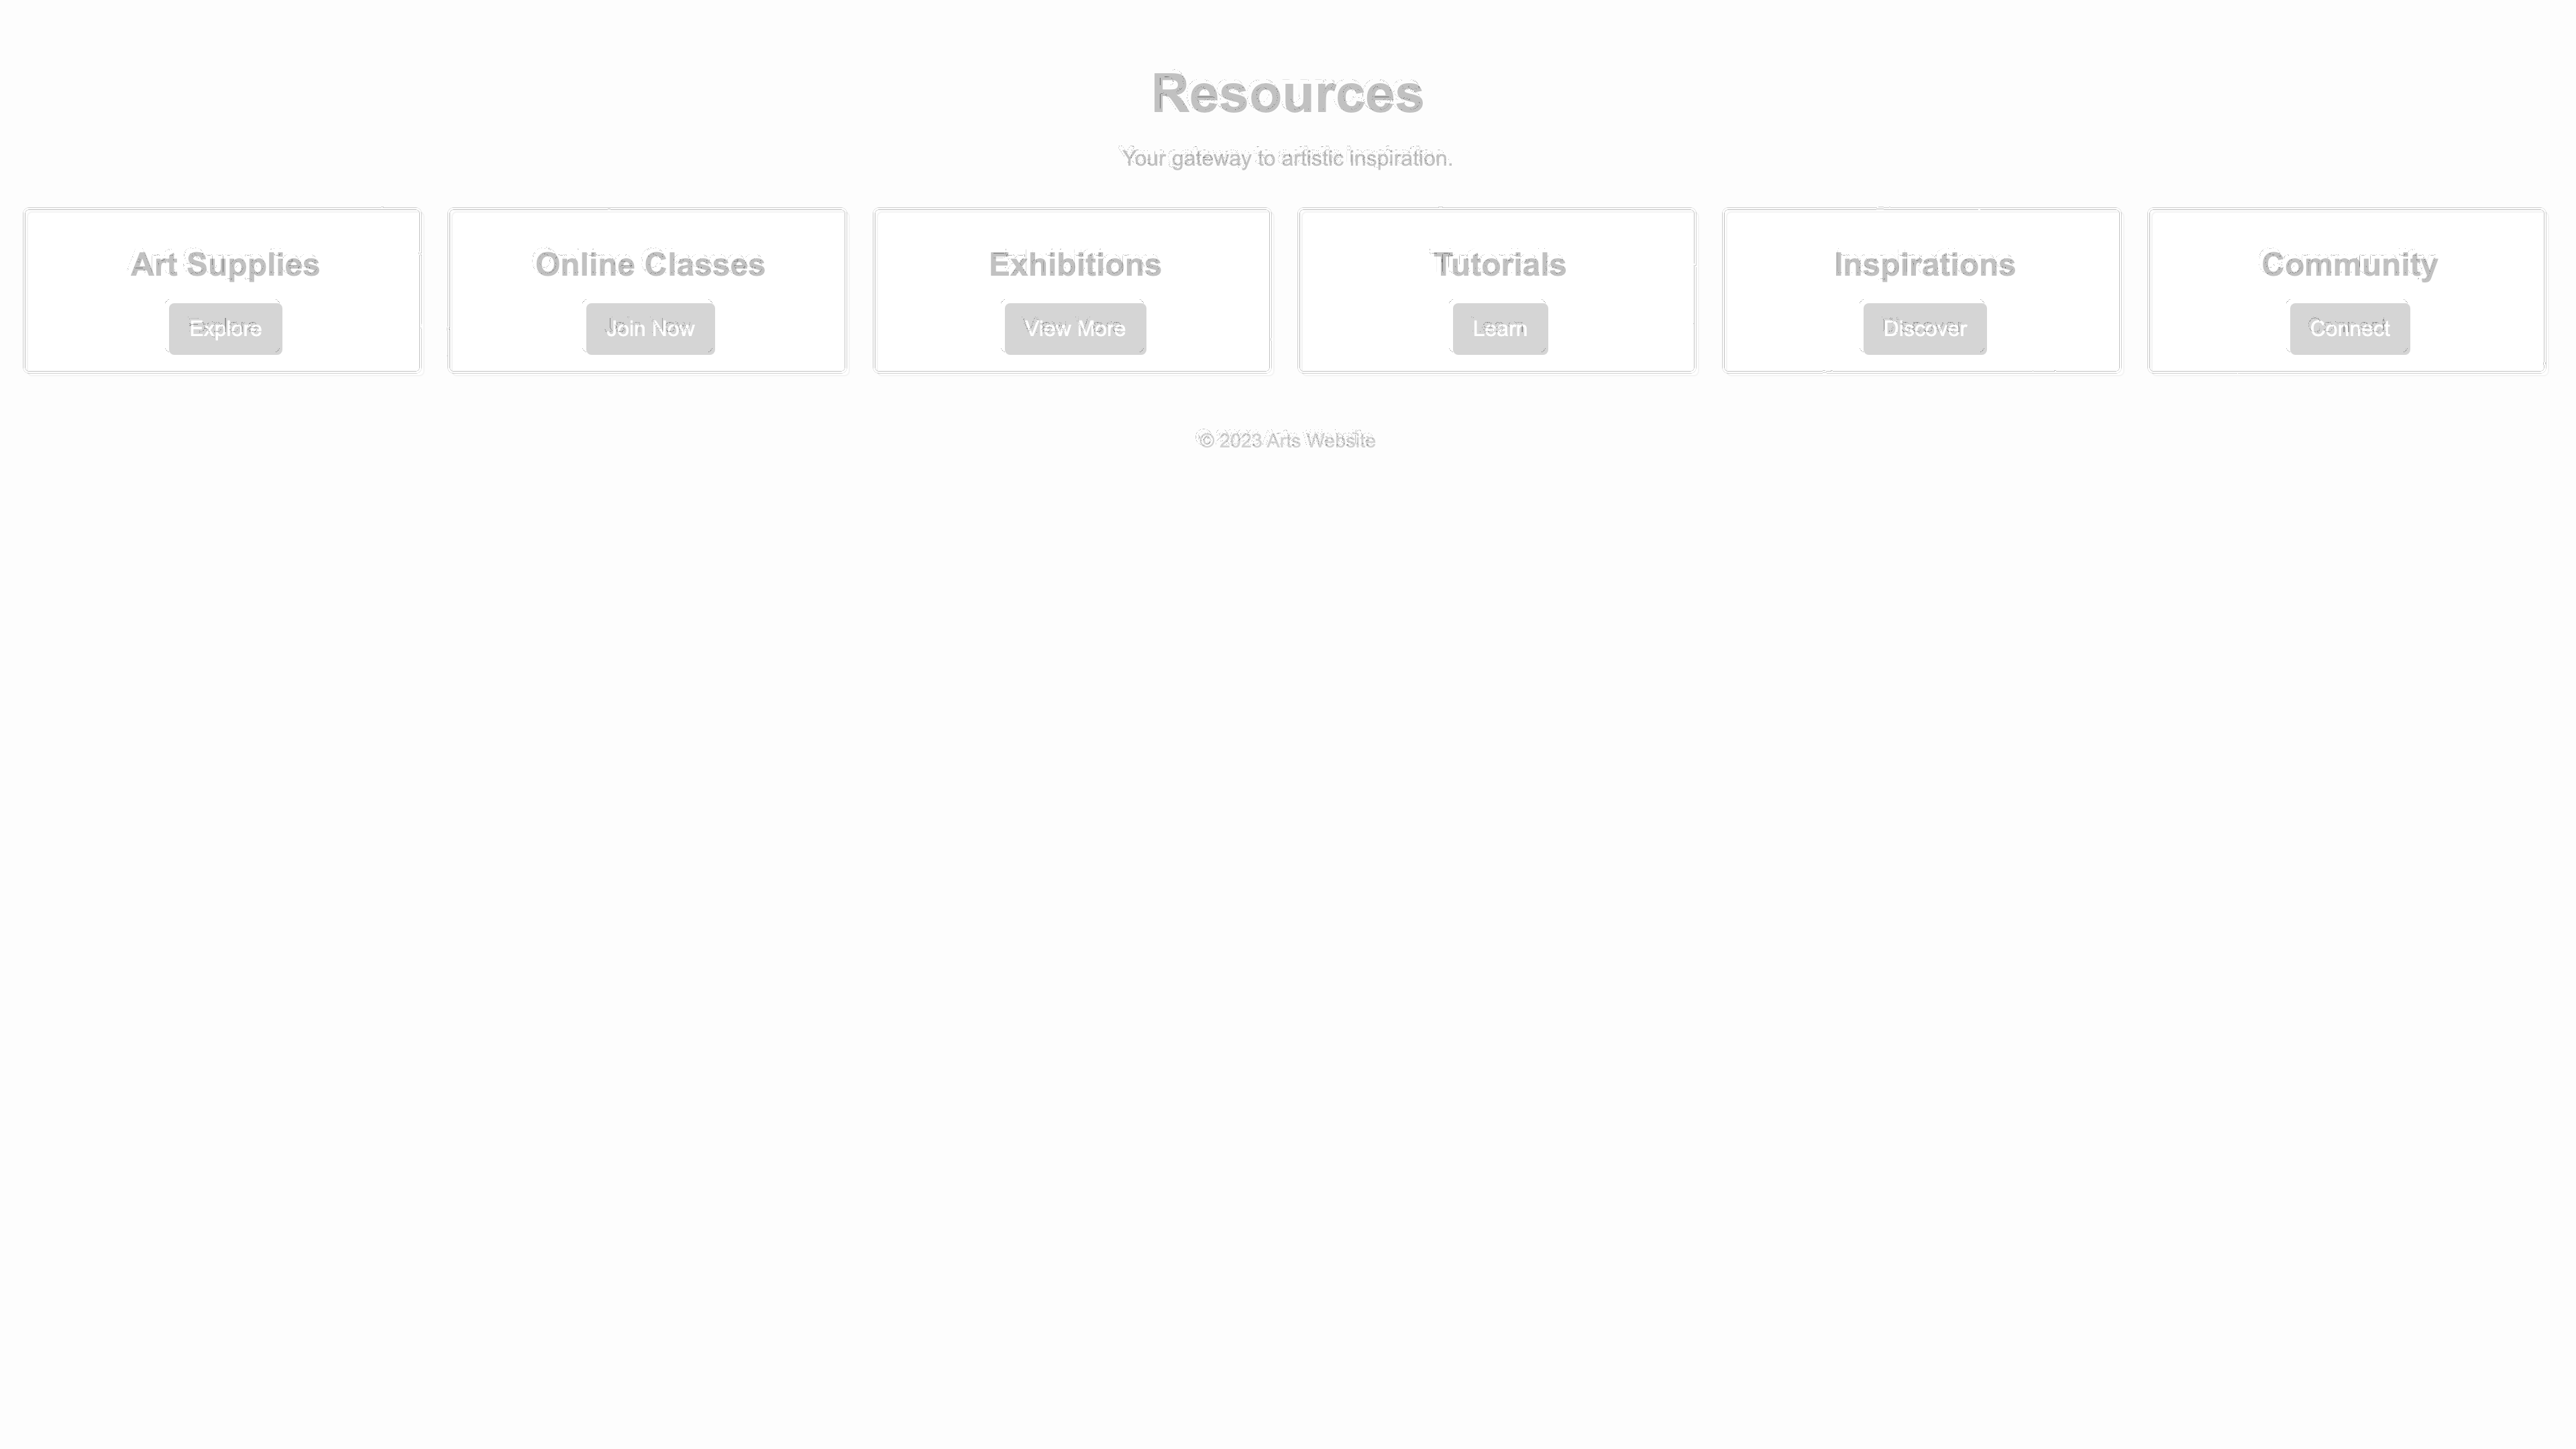 Resources
Your gateway to artistic inspiration.
Art Supplies
Explore
Online Classes
Join Now
Exhibitions
View More
Tutorials
Learn
Inspirations
Discover
Community
Connect
© 2023 Arts Website